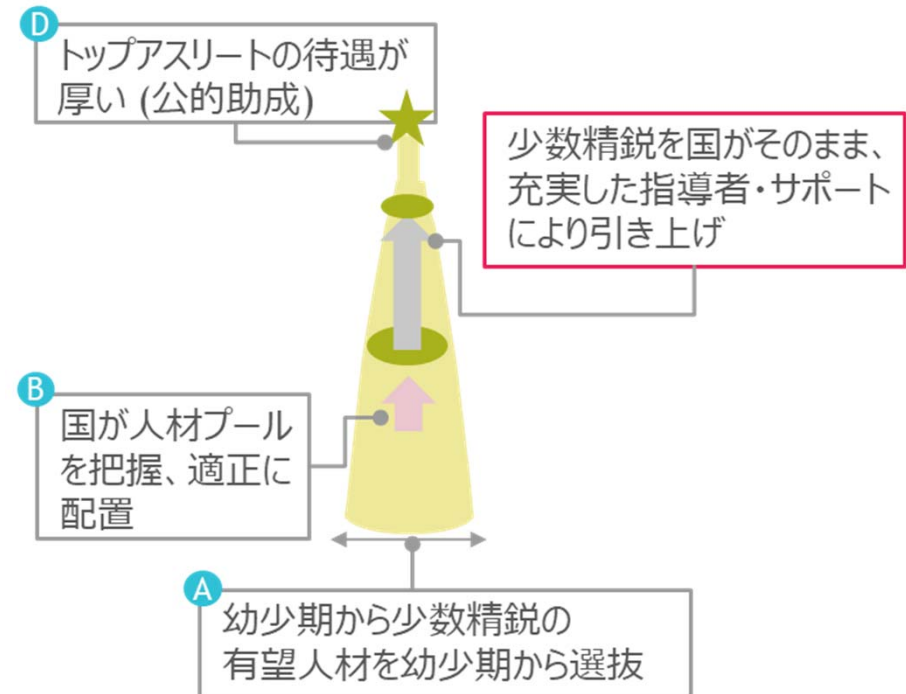 D
トップアスリートの待遇が
厚い (公的助成)
少数精鋭を国がそのまま、
充実した指導者・サポート
により引き上げ
B
国が人材プール
を把握、適正に
配置
A
幼少期から少数精鋭の
有望人材を幼少期から選抜